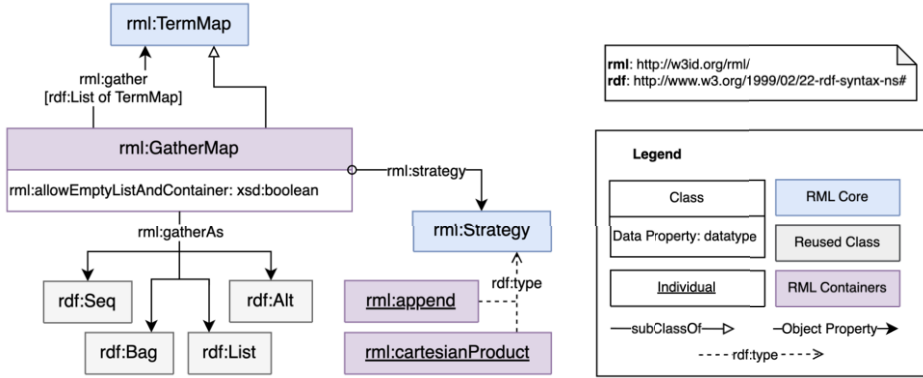 rml:TermMap
rml:gather
[rdf:List of TermMap]
rml:GatherMap
rml:allowEmptyListAndContainer: xsd:boolean
rml:strategy
rml:gatherAs
rml:Strategy
rdf:type
rdf:Seq
rdf:Alt
rml:append
rdf:Bag
rdf:List
rml:cartesianProduct
rml: http://w3id.org/rml/
rdf: http://www.w3.org/1999/02/22-rdf-syntax-ns#
Legend
Class
RML Core
Data Property: datatype
Reused Class
Individual
RML Containers
subClassOf
Object Property
rdf:type